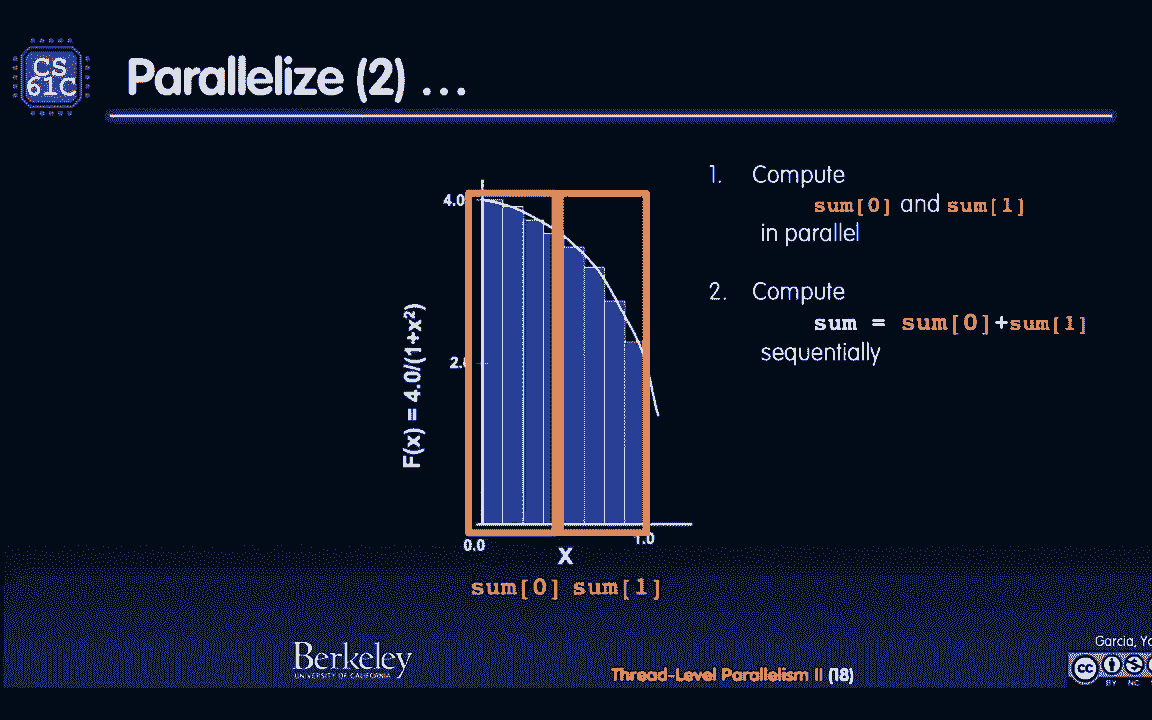 CS
61C
Parallelize (2) ...
1. Compute
sum[0] and sum[1]
in parallel
2. Compute
sum = sum[0]+sum[1]
sequentially
4.0
2.
F(x) = 4.0/(1+x²)
0.0
1.0
X
sum[0] sum[1]
Berkeley
UNIVERSITY OF CALIFORNIA
Thread-Level Parallelism II (18)
Garcia,
cc
BY NC